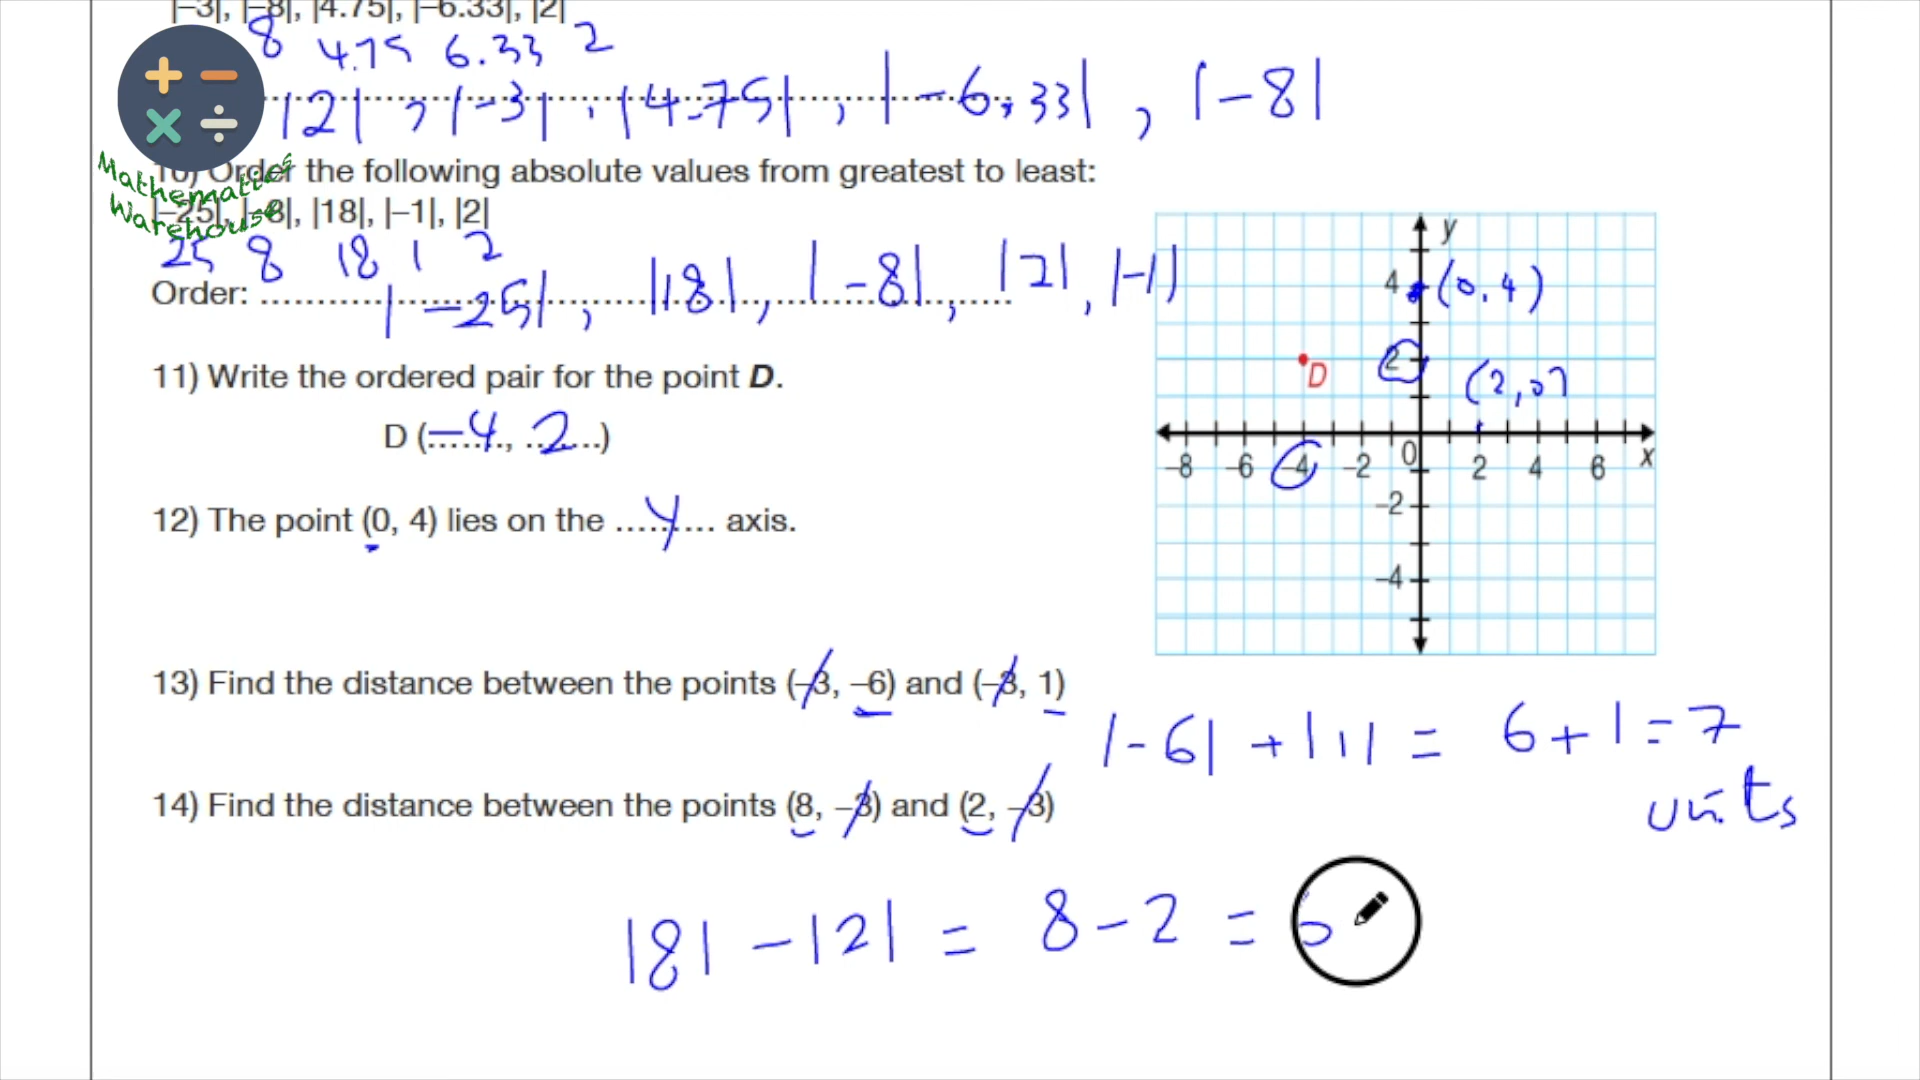 |–3|, |–8|, |4.75|, |–6.33|, |2|
8 4.75 6.33 2
|2| , |-3| , |4.75| , |-6.33| , |-8|
Mathematics
Warehouse
10) Order the following absolute values from greatest to least:
|–25|, |–8|, |18|, |–1|, |2|
25 8 18 1 2
Order: |-25| , |18| , |-8| , |2| , |-1|
11) Write the ordered pair for the point D.
D (-4, 2)
12) The point (0, 4) lies on the ....y.... axis.
y
4 (0, 4)
D 2 (2, 0)
-8 -6 -4 -2 0 2 4 6 x
-2
-4
13) Find the distance between the points (–3, –6) and (–3, 1)
|-6| + |1| = 6 + 1 = 7
units
14) Find the distance between the points (8, –3) and (2, –3)
|8| - |2| = 8 - 2 = 6